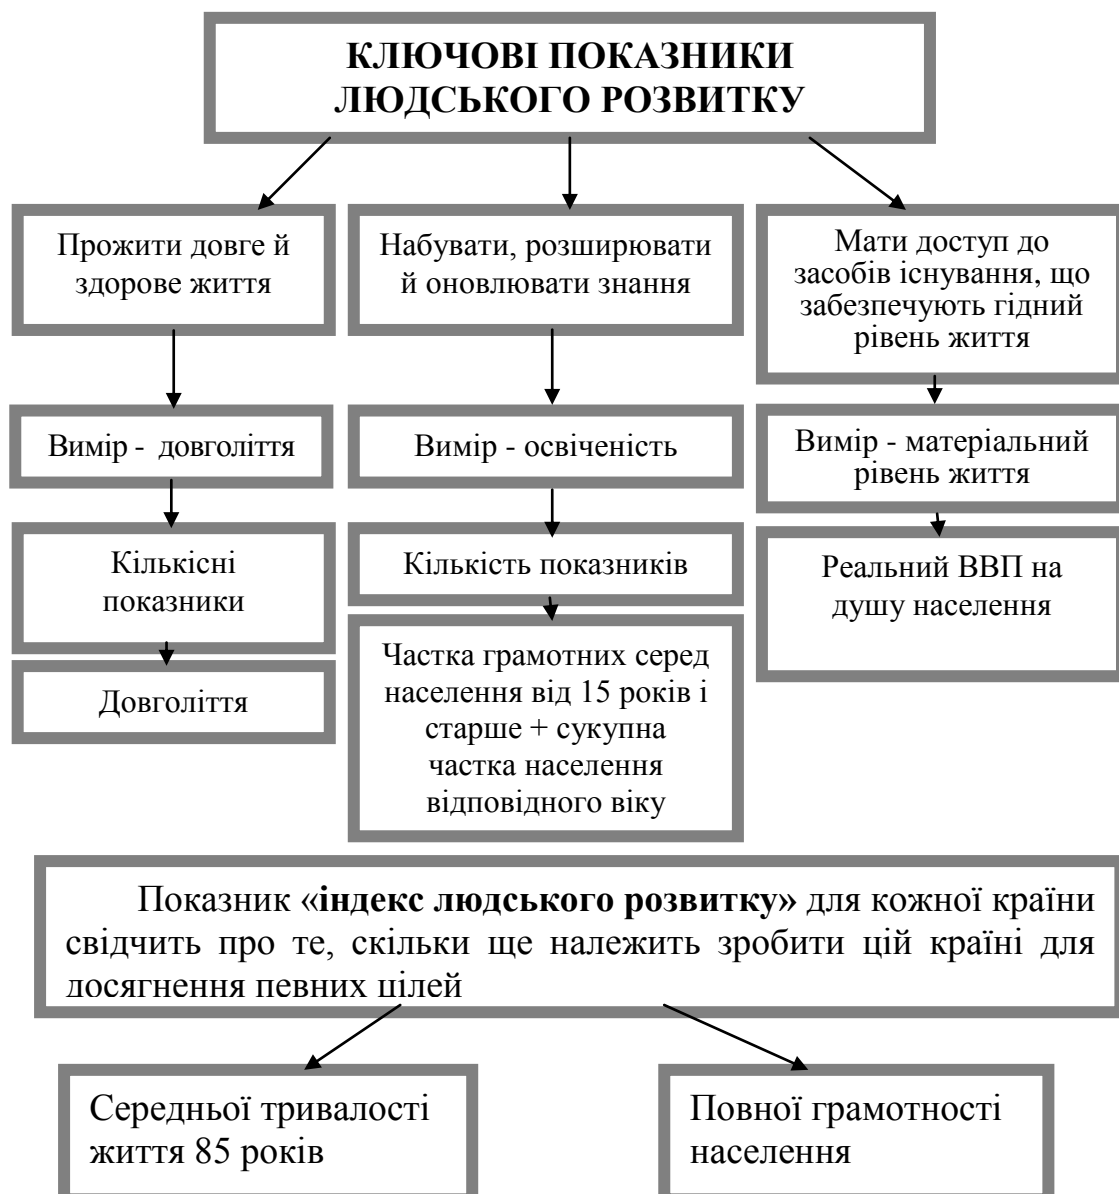 КЛЮЧОВІ ПОКАЗНИКИ
ЛЮДСЬКОГО РОЗВИТКУ
Прожити довге й
здорове життя
Набувати, розширювати
й оновлювати знання
Мати доступ до
засобів існування, що
забезпечують гідний
рівень життя
Вимір - довголіття
Вимір - освіченість
Вимір - матеріальний
рівень життя
Кількісні
показники
Кількість показників
Реальний ВВП на
душу населення
Довголіття
Частка грамотних серед
населення від 15 років і
старше + сукупна
частка населення
відповідного віку
Показник «індекс людського розвитку» для кожної країни
свідчить про те, скільки ще належить зробити цій країні для
досягнення певних цілей
Середньої тривалості
життя 85 років
Повної грамотності
населення